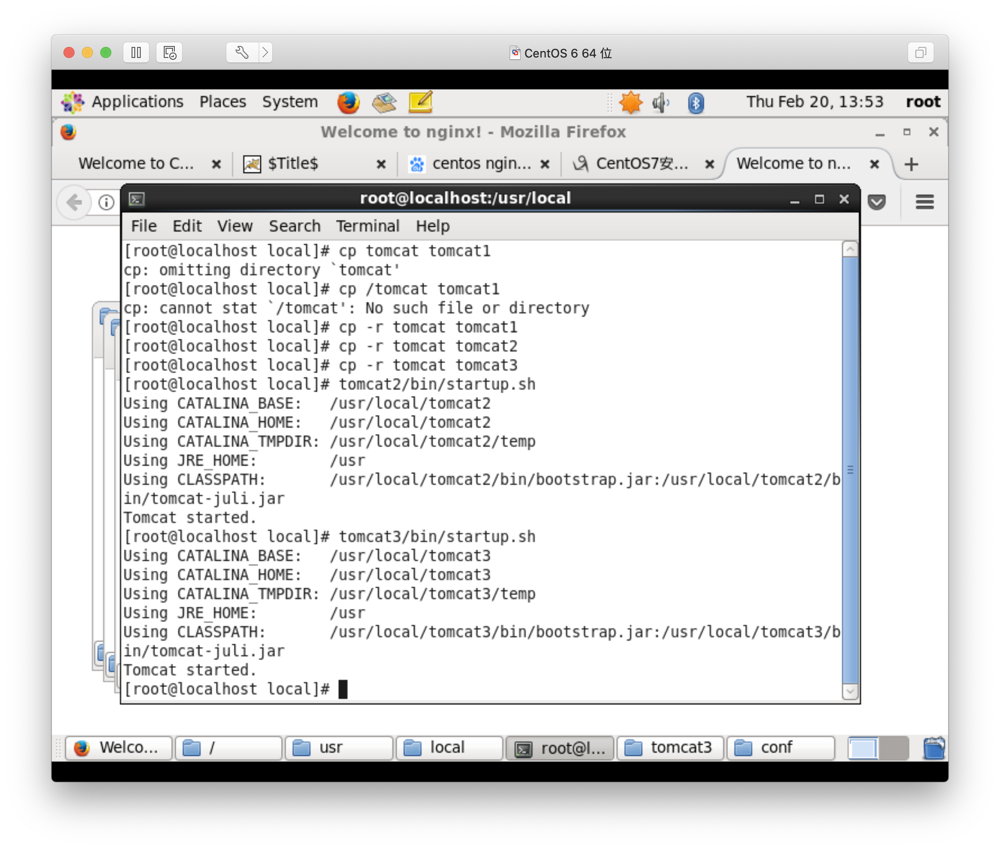 CentOS 6 64 位
Applications Places System Thu Feb 20, 13:53 root
Welcome to nginx! - Mozilla Firefox
Welcome to C... $Title$ centos ngin... CentOS7安... Welcome to n...
root@localhost:/usr/local
File Edit View Search Terminal Help
[root@localhost local]# cp tomcat tomcat1
cp: omitting directory `tomcat'
[root@localhost local]# cp /tomcat tomcat1
cp: cannot stat `/tomcat': No such file or directory
[root@localhost local]# cp -r tomcat tomcat1
[root@localhost local]# cp -r tomcat tomcat2
[root@localhost local]# cp -r tomcat tomcat3
[root@localhost local]# tomcat2/bin/startup.sh
Using CATALINA_BASE:   /usr/local/tomcat2
Using CATALINA_HOME:   /usr/local/tomcat2
Using CATALINA_TMPDIR: /usr/local/tomcat2/temp
Using JRE_HOME:        /usr
Using CLASSPATH:       /usr/local/tomcat2/bin/bootstrap.jar:/usr/local/tomcat2/b
in/tomcat-juli.jar
Tomcat started.
[root@localhost local]# tomcat3/bin/startup.sh
Using CATALINA_BASE:   /usr/local/tomcat3
Using CATALINA_HOME:   /usr/local/tomcat3
Using CATALINA_TMPDIR: /usr/local/tomcat3/temp
Using JRE_HOME:        /usr
Using CLASSPATH:       /usr/local/tomcat3/bin/bootstrap.jar:/usr/local/tomcat3/b
in/tomcat-juli.jar
Tomcat started.
[root@localhost local]#
Welco... / usr local root@l... tomcat3 conf